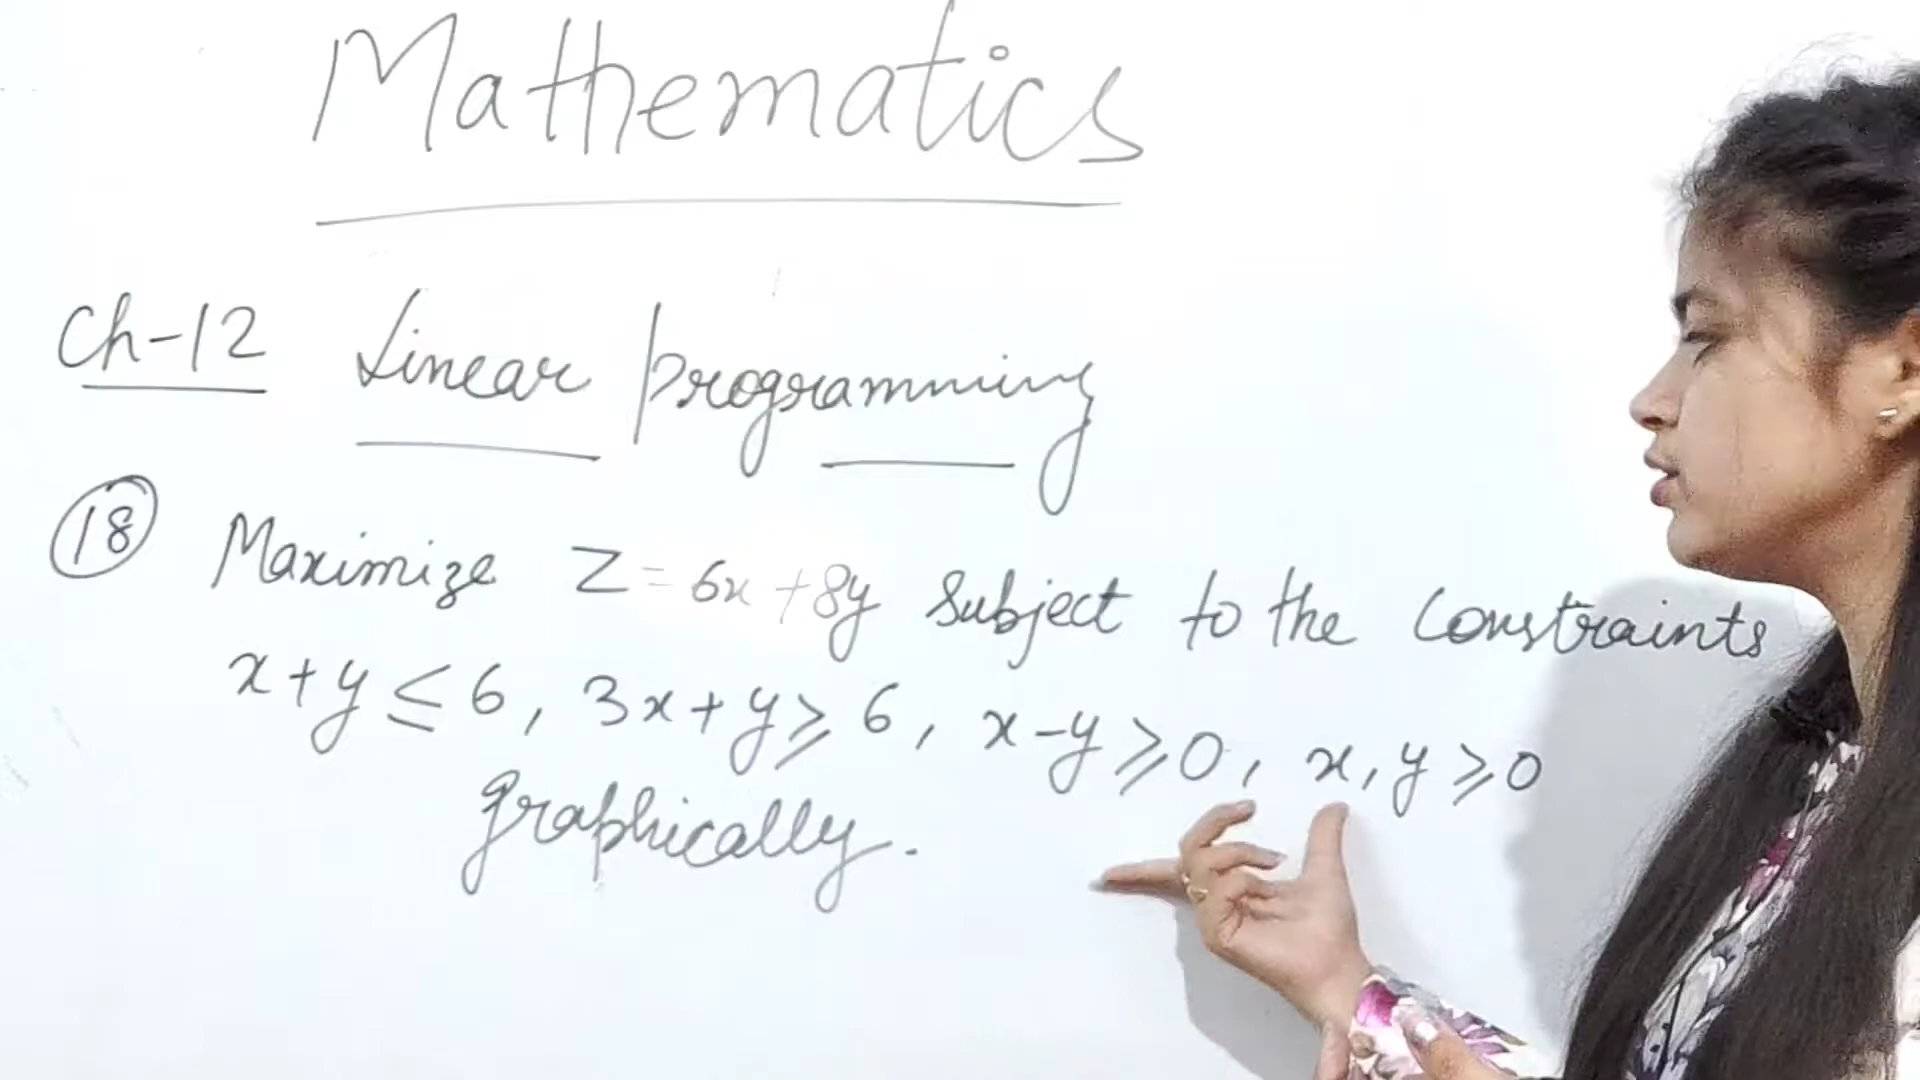 Mathematics
Ch-12 Linear Programming
18 Maximize Z = 6x + 8y Subject to the Constraints
x + y ≤ 6, 3x + y ≥ 6, x - y ≥ 0, x, y ≥ 0
graphically.